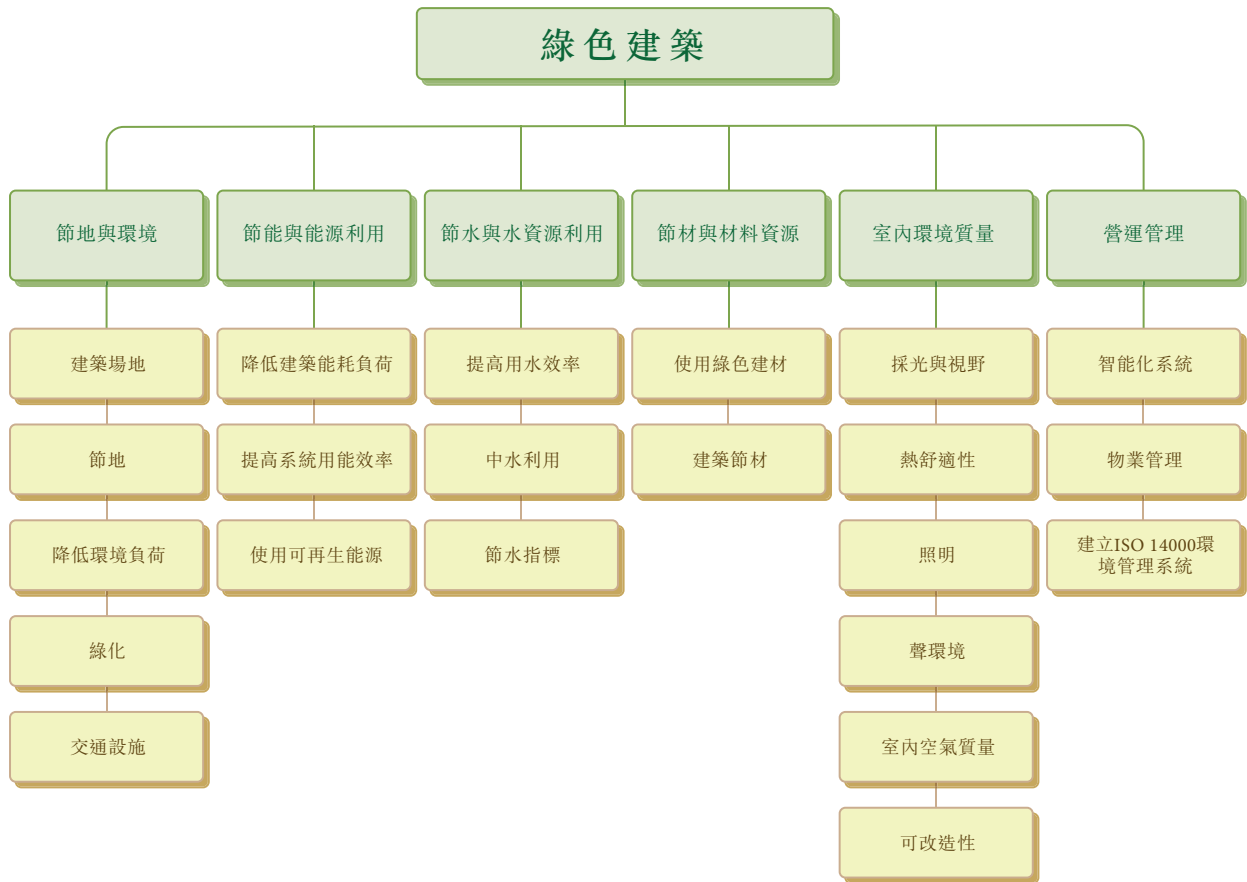 綠色建築
節地與環境
節能與能源利用
節水與水資源利用
節材與材料資源
室內環境質量
營運管理
建築場地
降低建築能耗負荷
提高用水效率
使用綠色建材
採光與視野
智能化系統
節地
提高系統用能效率
中水利用
建築節材
熱舒適性
物業管理
降低環境負荷
使用可再生能源
節水指標
照明
建立ISO 14000環
境管理系統
綠化
聲環境
交通設施
室內空氣質量
可改造性